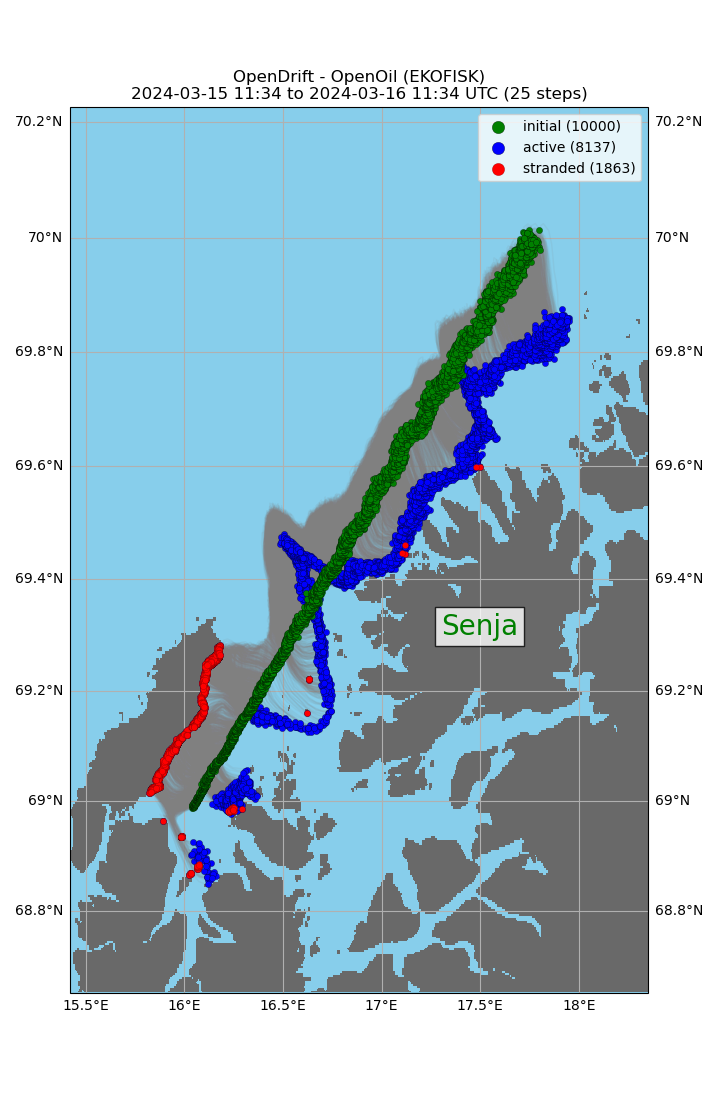 OpenDrift - OpenOil (EKOFISK)
2024-03-15 11:34 to 2024-03-16 11:34 UTC (25 steps)
initial (10000)
active (8137)
stranded (1863)
70.2°N 70.2°N
70°N 70°N
69.8°N 69.8°N
69.6°N 69.6°N
69.4°N 69.4°N
Senja
69.2°N 69.2°N
69°N 69°N
68.8°N 68.8°N
15.5°E 16°E 16.5°E 17°E 17.5°E 18°E